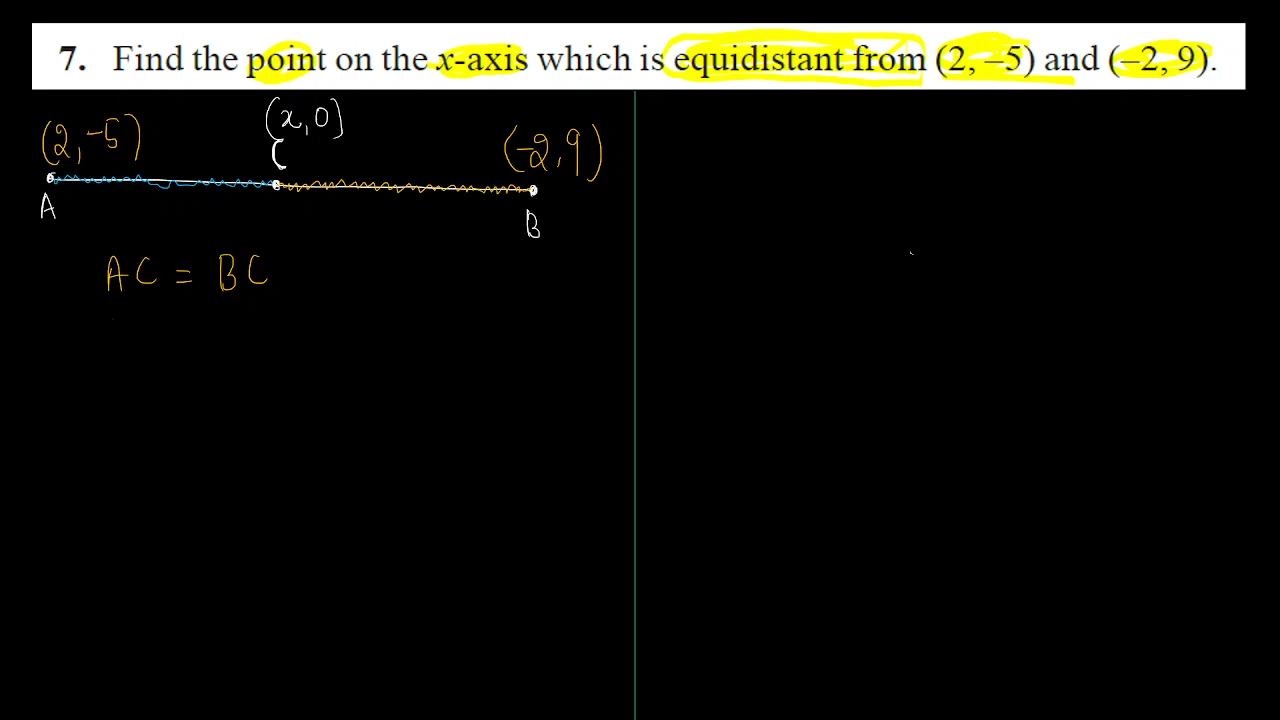 7. Find the point on the x-axis which is equidistant from (2, –5) and (–2, 9).
(x, 0)
(2, -5)
(-2, 9)
C
A
B
AC = BC